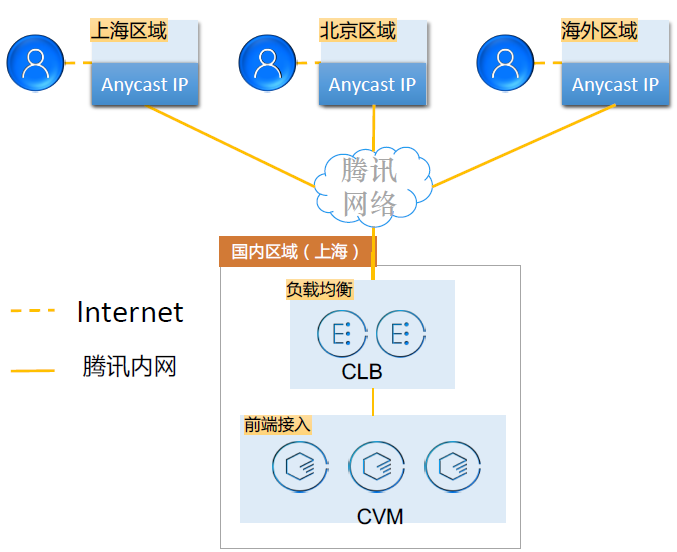 上海区域
北京区域
海外区域
Anycast IP
Anycast IP
Anycast IP
腾讯
网络
国内区域（上海）
负载均衡
CLB
Internet
腾讯内网
前端接入
CVM